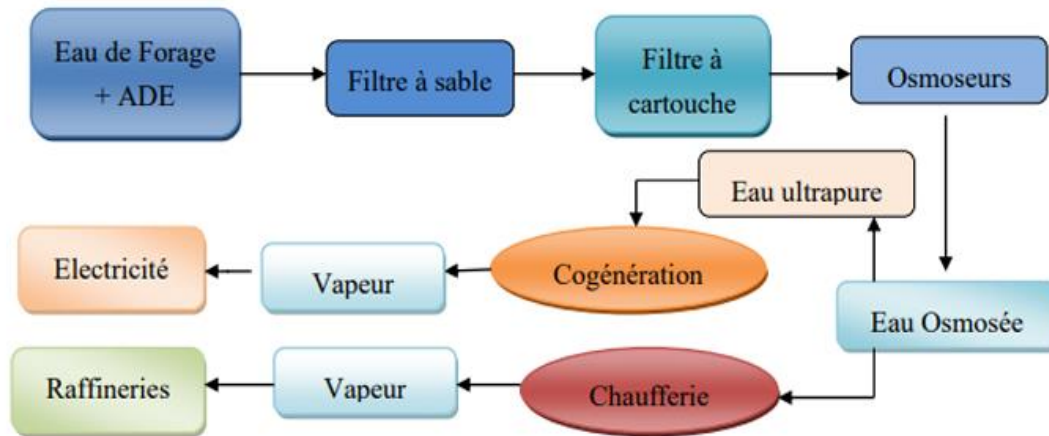 Eau de Forage
+ ADE
Filtre à sable
Filtre à
cartouche
Osmoseurs
Eau ultrapure
Electricité
Vapeur
Cogénération
Eau Osmosée
Raffineries
Vapeur
Chaufferie